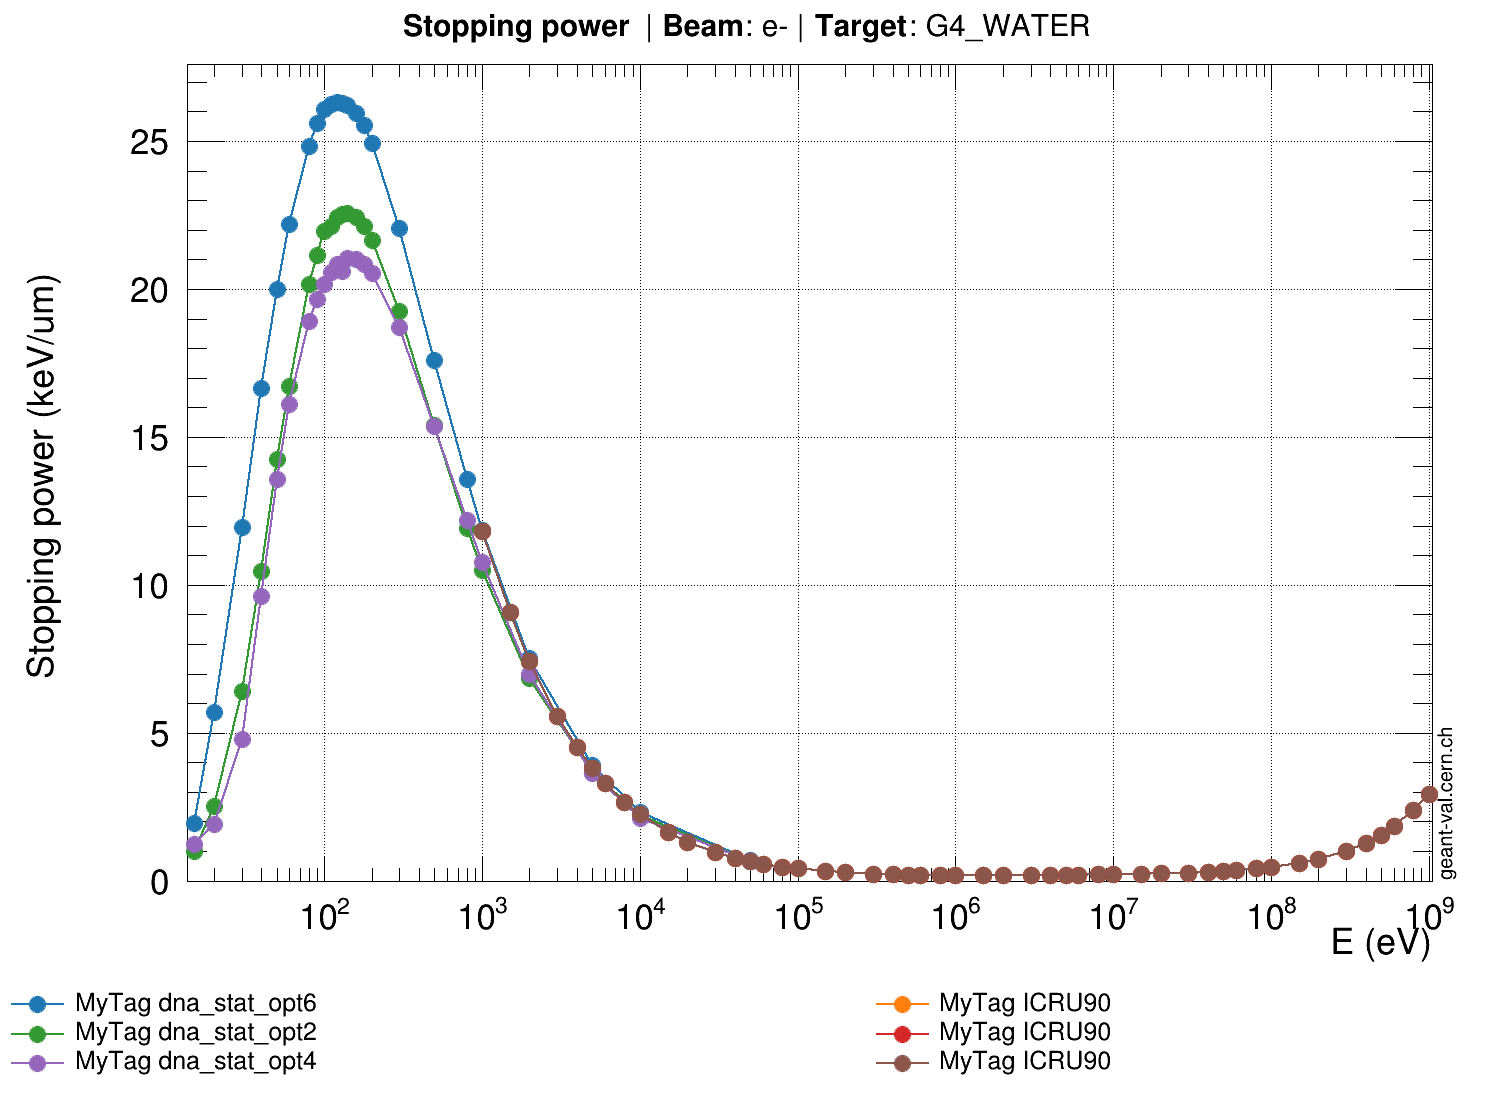 Stopping power | Beam: e- | Target: G4_WATER
Stopping power (keV/um)
25
20
15
10
5
0
10²
10³
10⁴
10⁵
10⁶
10⁷
10⁸
10⁹
E (eV)
geant-val.cern.ch
MyTag dna_stat_opt6
MyTag dna_stat_opt2
MyTag dna_stat_opt4
MyTag ICRU90
MyTag ICRU90
MyTag ICRU90